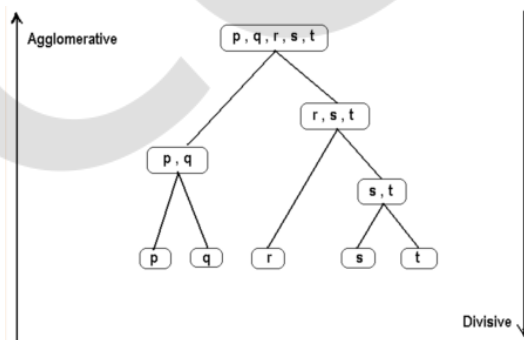 Agglomerative
p , q , r , s , t
r , s , t
p , q
s , t
p q r s t
Divisive